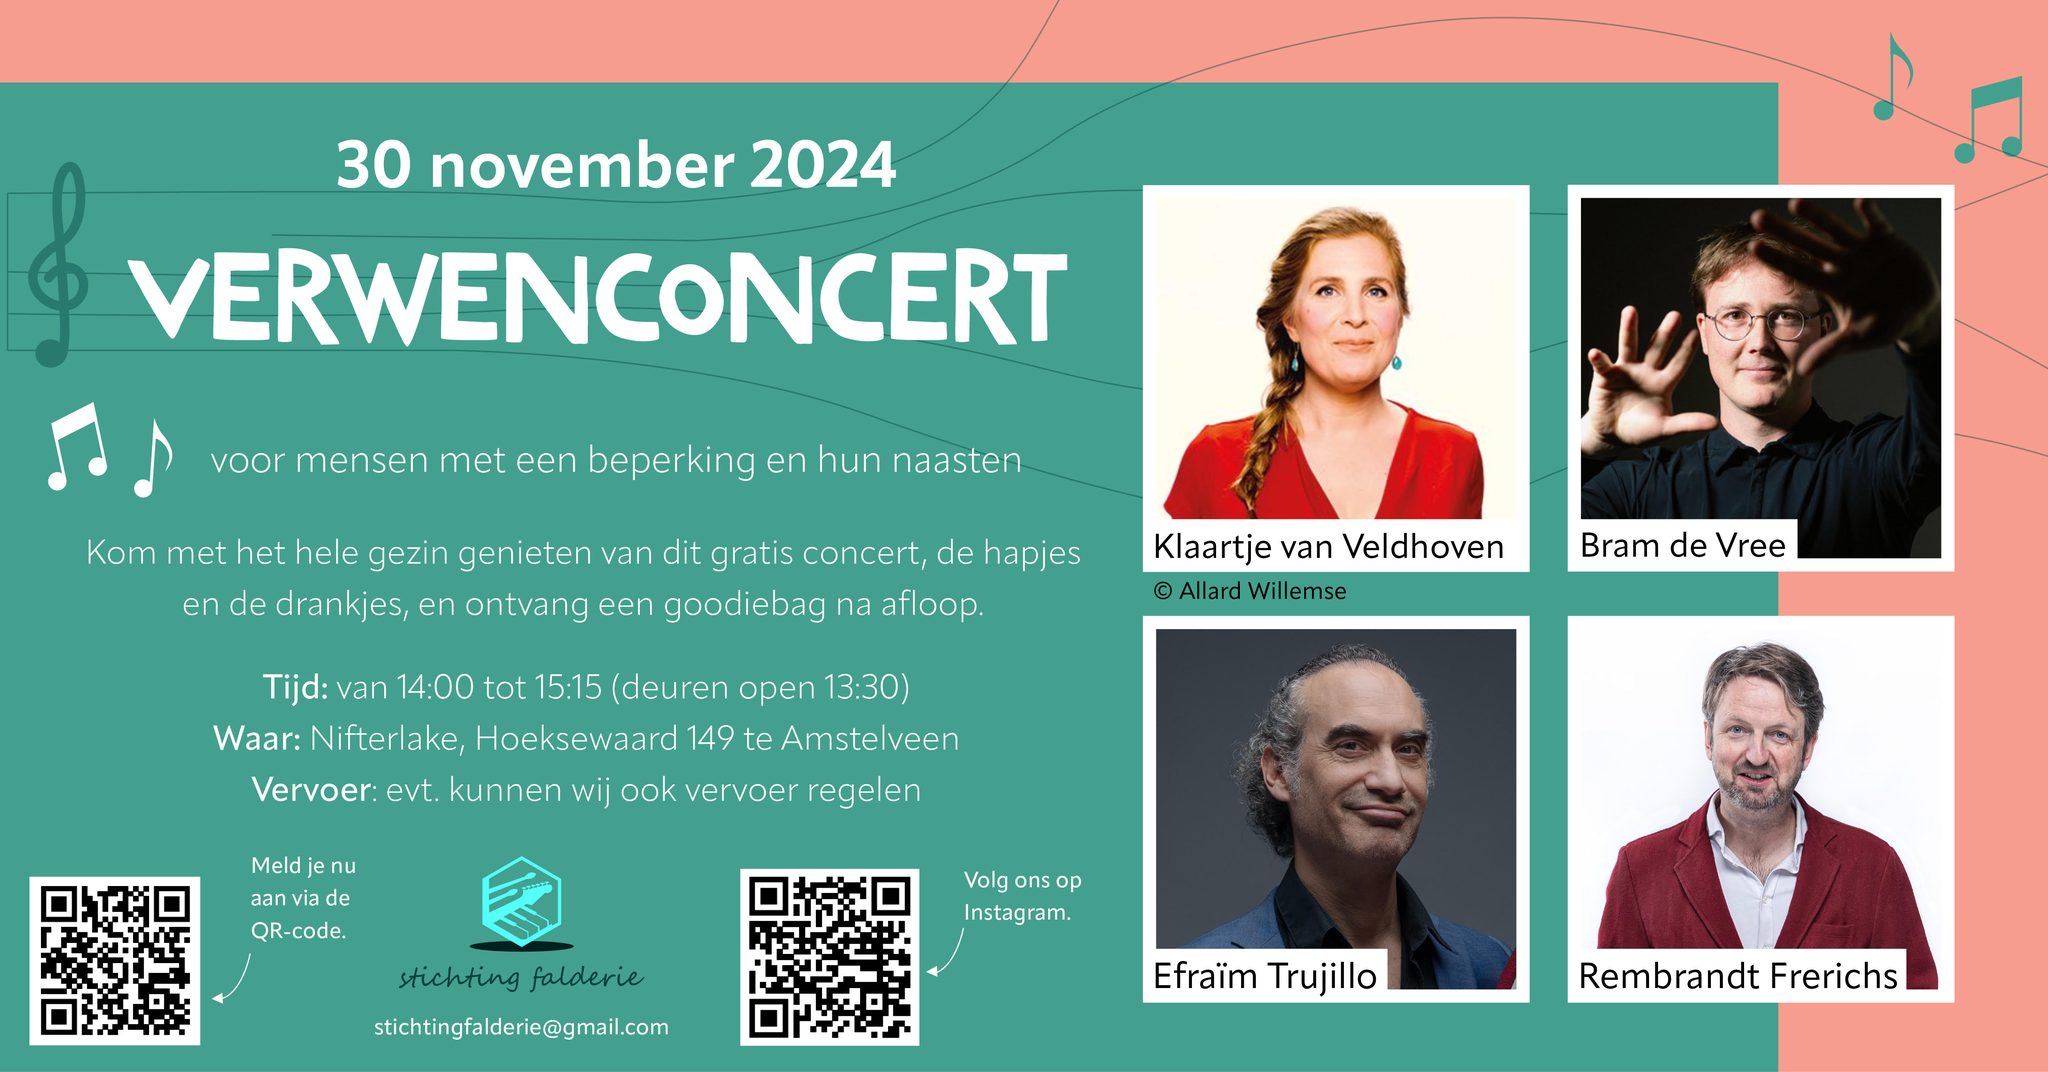 30 november 2024
VERWENCONCERT
voor mensen met een beperking en hun naasten
Kom met het hele gezin genieten van dit gratis concert, de hapjes
en de drankjes, en ontvang een goodiebag na afloop.
Tijd: van 14:00 tot 15:15 (deuren open 13:30)
Waar: Nifterlake, Hoeksewaard 149 te Amstelveen
Vervoer: evt. kunnen wij ook vervoer regelen
Meld je nu
aan via de
QR-code.
stichting falderie
stichtingfalderie@gmail.com
Volg ons op
Instagram.
Klaartje van Veldhoven
© Allard Willemse
Bram de Vree
Efraïm Trujillo
Rembrandt Frerichs